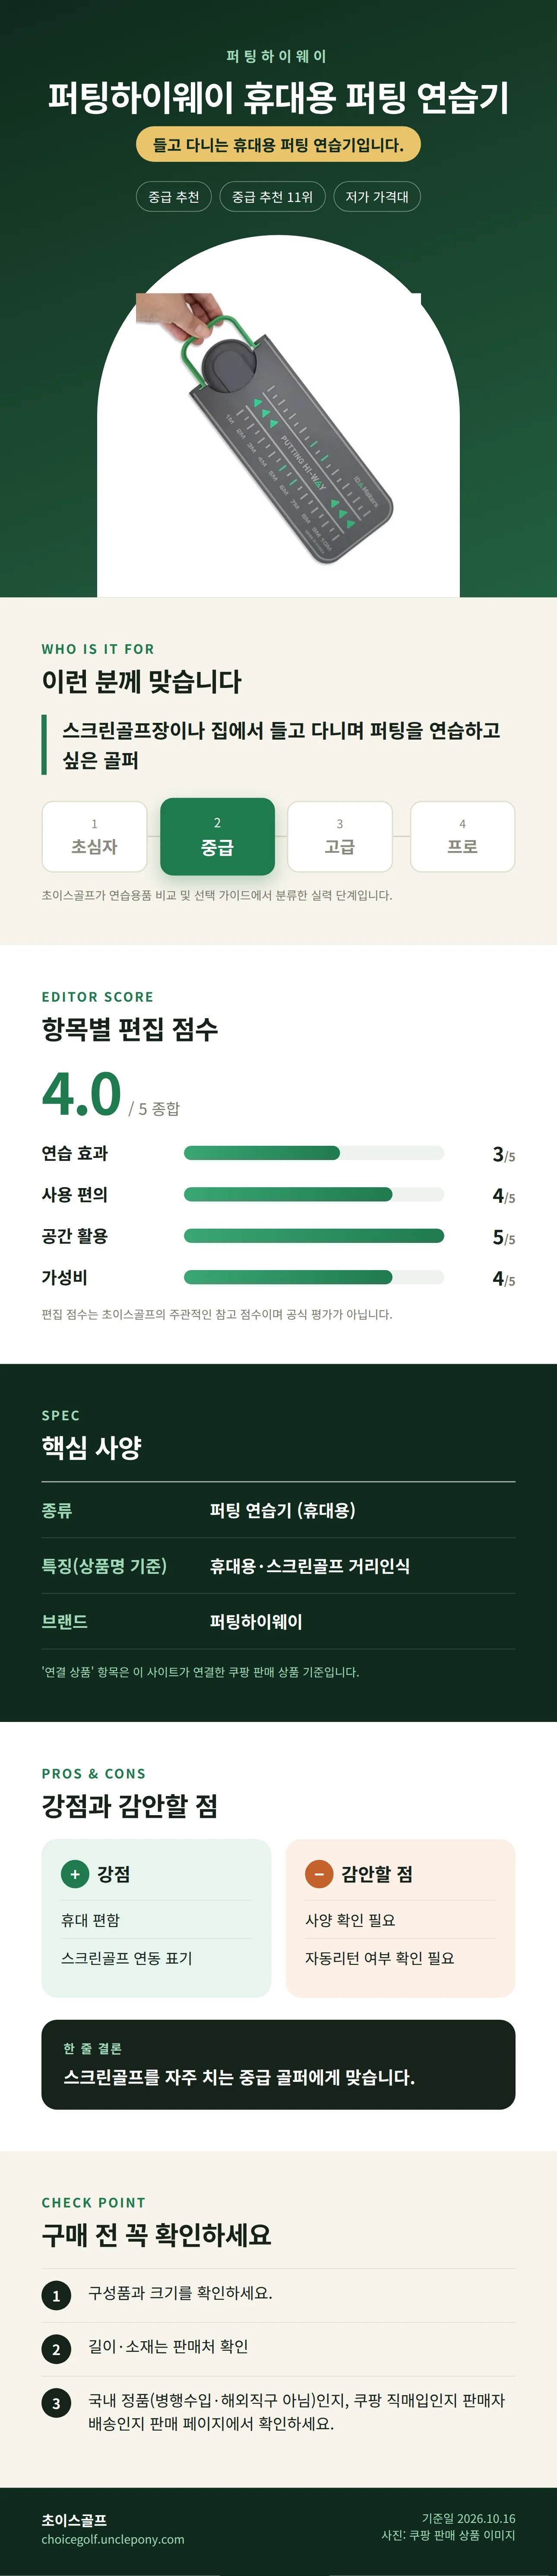 퍼팅하이웨이
퍼팅하이웨이 휴대용 퍼팅 연습기
들고 다니는 휴대용 퍼팅 연습기입니다.
중급 추천
중급 추천 11위
저가 가격대
PUTTING HI-WAY
1M 2M 3M 4M 5M 6M 7M 8M 9M 10M
WHO IS IT FOR
이런 분께 맞습니다
스크린골프장이나 집에서 들고 다니며 퍼팅을 연습하고
싶은 골퍼
1
초심자
2
중급
3
고급
4
프로
초이스골프가 연습용품 비교 및 선택 가이드에서 분류한 실력 단계입니다.
EDITOR SCORE
항목별 편집 점수
4.0 / 5 종합
연습 효과 3/5
사용 편의 4/5
공간 활용 5/5
가성비 4/5
편집 점수는 초이스골프의 주관적인 참고 점수이며 공식 평가가 아닙니다.
SPEC
핵심 사양
종류 퍼팅 연습기 (휴대용)
특징(상품명 기준) 휴대용·스크린골프 거리인식
브랜드 퍼팅하이웨이
'연결 상품' 항목은 이 사이트가 연결한 쿠팡 판매 상품 기준입니다.
PROS & CONS
강점과 감안할 점
+ 강점
휴대 편함
스크린골프 연동 표기
− 감안할 점
사양 확인 필요
자동리턴 여부 확인 필요
한 줄 결론
스크린골프를 자주 치는 중급 골퍼에게 맞습니다.
CHECK POINT
구매 전 꼭 확인하세요
1 구성품과 크기를 확인하세요.
2 길이·소재는 판매처 확인
3 국내 정품(병행수입·해외직구 아님)인지, 쿠팡 직매입인지 판매자
배송인지 판매 페이지에서 확인하세요.
초이스골프
choicegolf.unclepony.com
기준일 2026.10.16
사진: 쿠팡 판매 상품 이미지